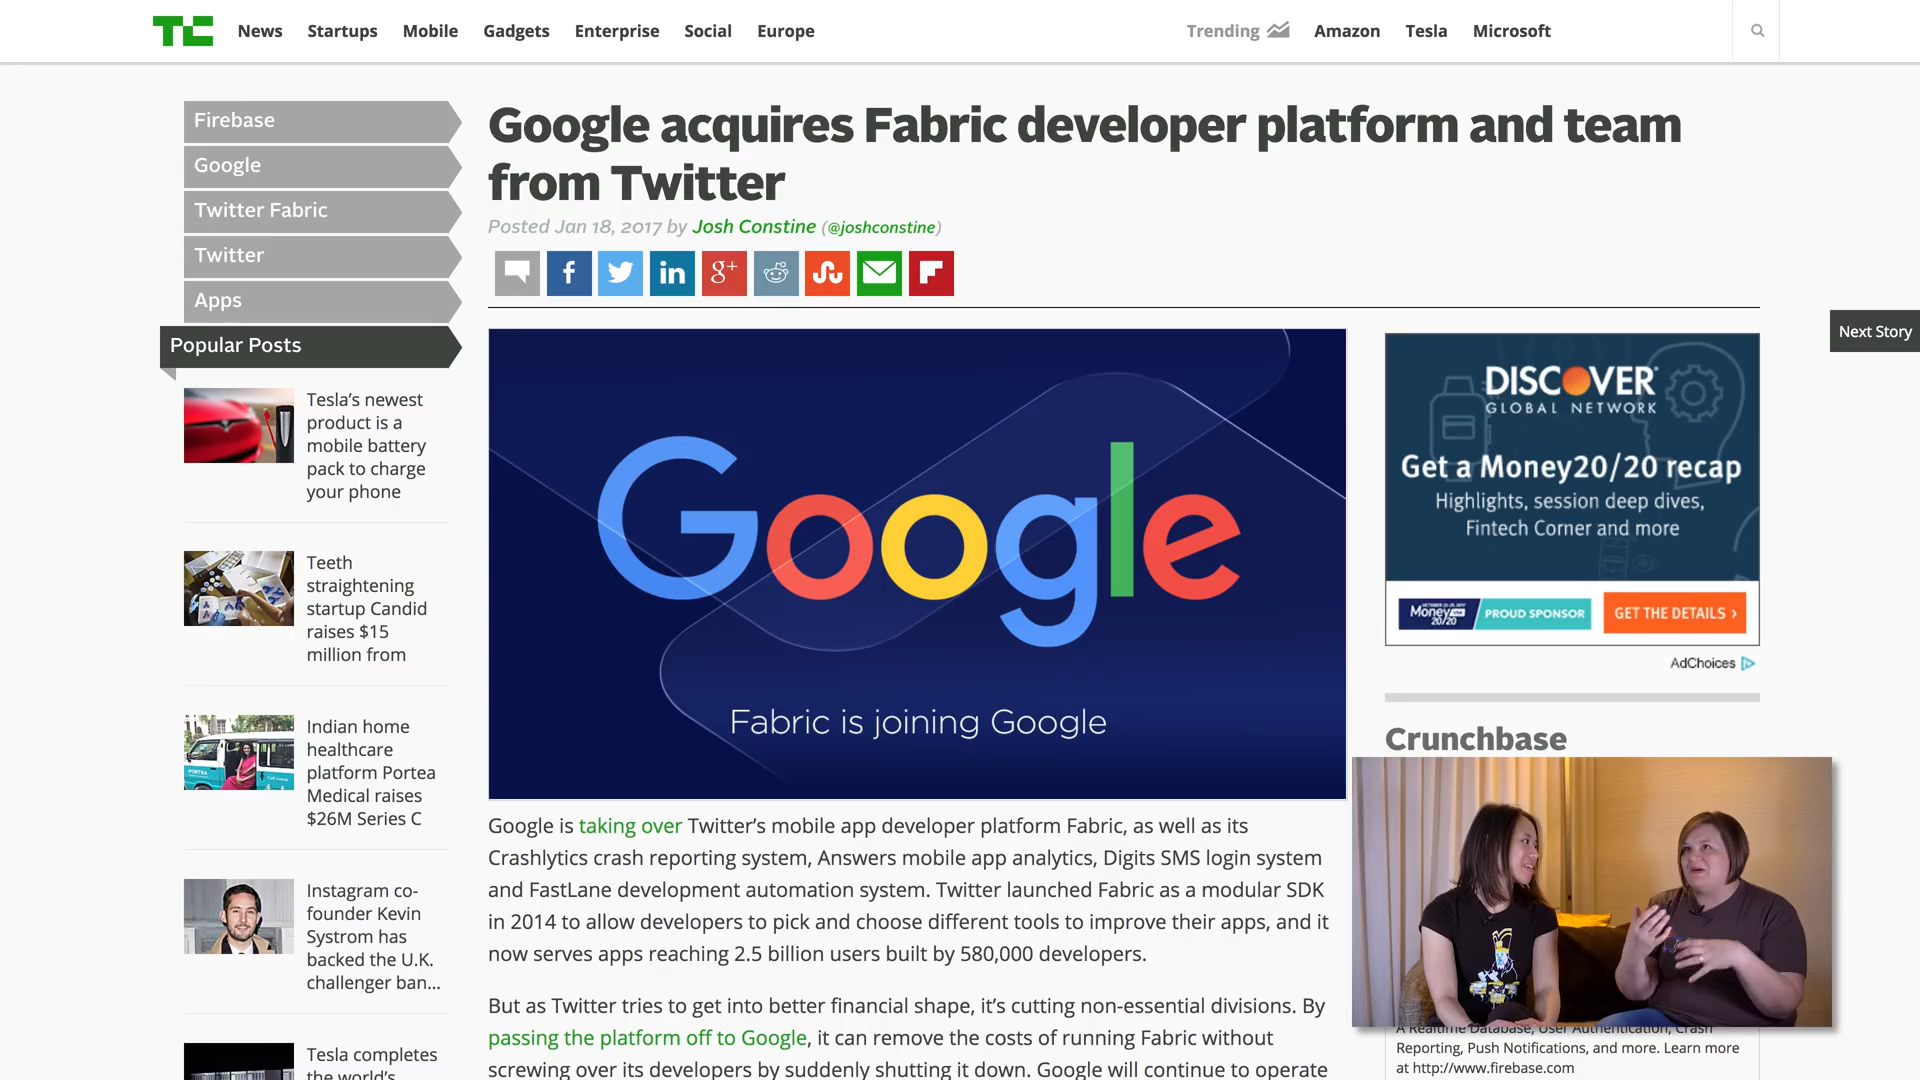 TC News Startups Mobile Gadgets Enterprise Social Europe Trending Amazon Tesla Microsoft
Firebase
Google
Twitter Fabric
Twitter
Apps
Popular Posts
Tesla’s newest
product is a
mobile battery
pack to charge
your phone
Teeth
straightening
startup Candid
raises $15
million from
Indian home
healthcare
platform Portea
Medical raises
$26M Series C
Instagram co-
founder Kevin
Systrom has
backed the U.K.
challenger ban...
Tesla completes
the world’s
Google acquires Fabric developer platform and team
from Twitter
Posted Jan 18, 2017 by Josh Constine (@joshconstine)
Google
Fabric is joining Google
Google is taking over Twitter’s mobile app developer platform Fabric, as well as its
Crashlytics crash reporting system, Answers mobile app analytics, Digits SMS login system
and FastLane development automation system. Twitter launched Fabric as a modular SDK
in 2014 to allow developers to pick and choose different tools to improve their apps, and it
now serves apps reaching 2.5 billion users built by 580,000 developers.
But as Twitter tries to get into better financial shape, it’s cutting non-essential divisions. By
passing the platform off to Google, it can remove the costs of running Fabric without
screwing over its developers by suddenly shutting it down. Google will continue to operate
Next Story
DISCOVER
GLOBAL NETWORK
Get a Money20/20 recap
Highlights, session deep dives,
Fintech Corner and more
Money
20/20
PROUD SPONSOR
GET THE DETAILS ›
AdChoices
Crunchbase
A Realtime Database, User Authentication, Crash
Reporting, Push Notifications, and more. Learn more
at http://www.firebase.com